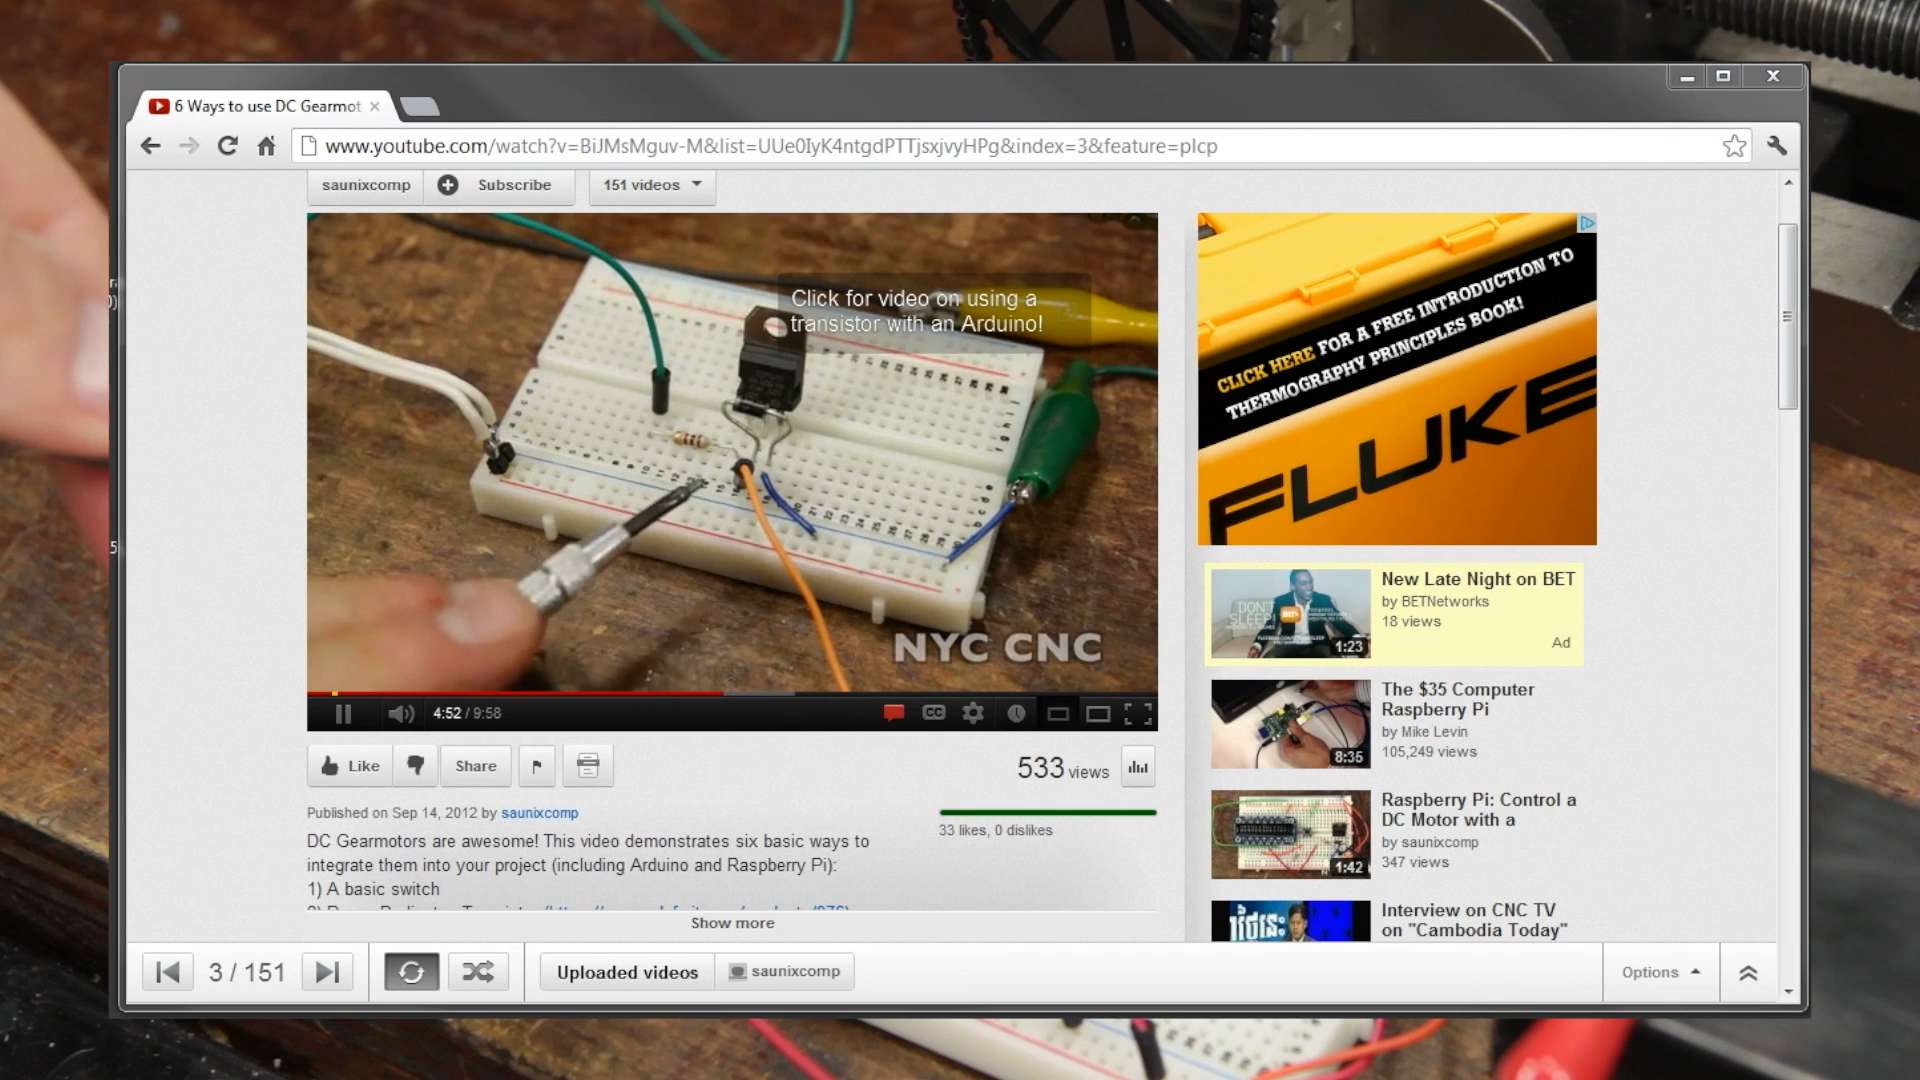 6 Ways to use DC Gearmot
www.youtube.com/watch?v=BiJMsMguv-M&list=UUe0IyK4ntgdPTTjsxjvyHPg&index=3&feature=plcp
saunixcomp
Subscribe
151 videos
Click for video on using a
transistor with an Arduino!
NYC CNC
4:52 / 9:58
CC
CLICK HERE FOR A FREE INTRODUCTION TO
THERMOGRAPHY PRINCIPLES BOOK!
FLUKE
Like
Share
533 views
Published on Sep 14, 2012 by saunixcomp
33 likes, 0 dislikes
DC Gearmotors are awesome! This video demonstrates six basic ways to
integrate them into your project (including Arduino and Raspberry Pi):
1) A basic switch
Show more
DON'T
SLEEP!
1:23
New Late Night on BET
by BETNetworks
18 views
Ad
8:35
The $35 Computer
Raspberry Pi
by Mike Levin
105,249 views
1:42
Raspberry Pi: Control a
DC Motor with a
by saunixcomp
347 views
Interview on CNC TV
on "Cambodia Today"
3 / 151
Uploaded videos
saunixcomp
Options